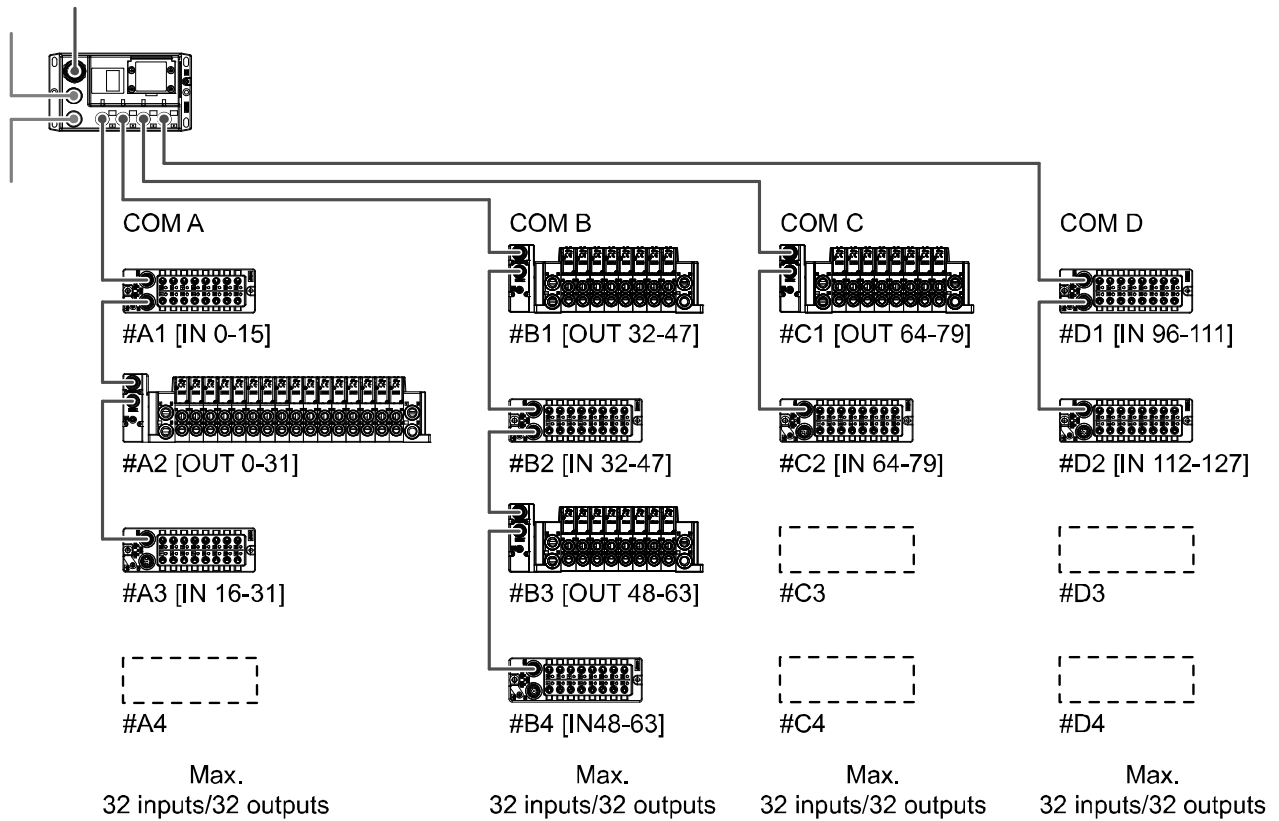 COM A
COM B
COM C
COM D
#A1 [IN 0-15]
#B1 [OUT 32-47]
#C1 [OUT 64-79]
#D1 [IN 96-111]
#A2 [OUT 0-31]
#B2 [IN 32-47]
#C2 [IN 64-79]
#D2 [IN 112-127]
#A3 [IN 16-31]
#B3 [OUT 48-63]
#C3
#D3
#A4
#B4 [IN48-63]
#C4
#D4
Max.
32 inputs/32 outputs
Max.
32 inputs/32 outputs
Max.
32 inputs/32 outputs
Max.
32 inputs/32 outputs